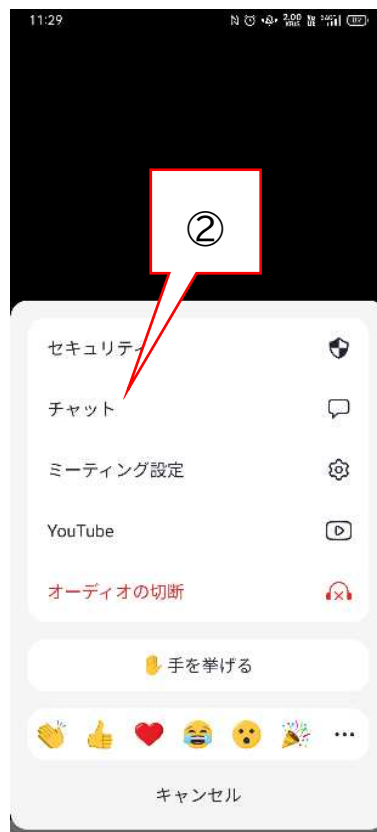 11:29
②
セキュリティ
チャット
ミーティング設定
YouTube
オーディオの切断
手を挙げる
キャンセル